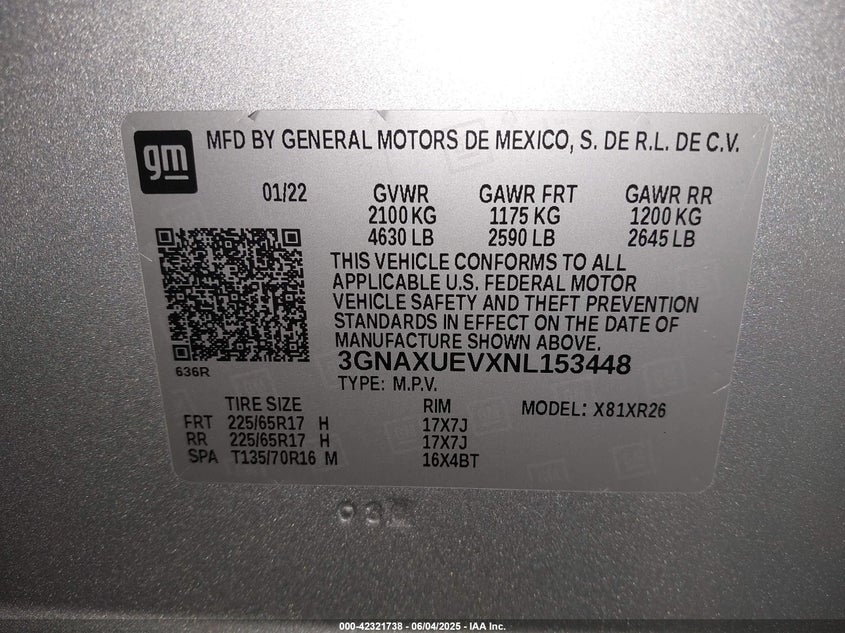 gm MFD BY GENERAL MOTORS DE MEXICO, S. DE R.L. DE C.V.
01/22 GVWR GAWR FRT GAWR RR
2100 KG 1175 KG 1200 KG
4630 LB 2590 LB 2645 LB
THIS VEHICLE CONFORMS TO ALL
APPLICABLE U.S. FEDERAL MOTOR
VEHICLE SAFETY AND THEFT PREVENTION
STANDARDS IN EFFECT ON THE DATE OF
MANUFACTURE SHOWN ABOVE.
636R 3GNAXUEVXNL153448
TYPE: M.P.V.
TIRE SIZE RIM MODEL: X81XR26
FRT 225/65R17 H 17X7J
RR 225/65R17 H 17X7J
SPA T135/70R16 M 16X4BT
000-42321738 - 06/04/2025 - IAA Inc.